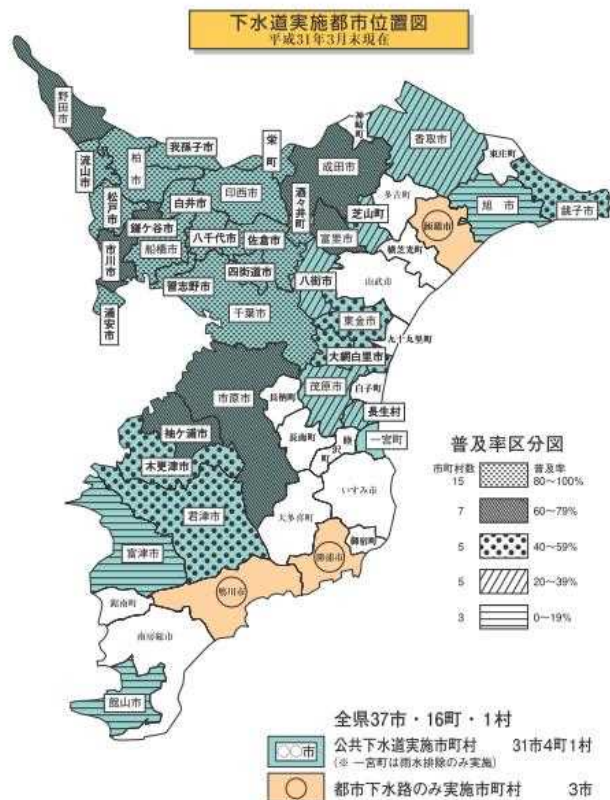 下水道実施都市位置図
平成31年3月末現在
野田市
我孫子市
栄町
神崎町
香取市
東庄町
流山市
柏市
成田市
印西市
酒々井町
多古町
旭市
銚子市
松戸市
白井市
芝山町
鎌ケ谷市
富里市
匝瑳市
船橋市
八千代市
佐倉市
横芝光町
市川市
四街道市
八街市
山武市
習志野市
浦安市
千葉市
東金市
九十九里町
大網白里市
茂原市
白子町
市原市
長柄町
長生村
袖ケ浦市
長南町
睦沢町
一宮町
木更津市
いすみ市
君津市
大多喜町
富津市
御宿町
勝浦市
鴨川市
鋸南町
南房総市
館山市
普及率区分図
市町村数 普及率
15 80～100%
7 60～79%
5 40～59%
5 20～39%
3 0～19%
全県37市・16町・1村
○○市 公共下水道実施市町村 31市4町1村
(※ 一宮町は雨水排除のみ実施)
都市下水路のみ実施市町村 3市